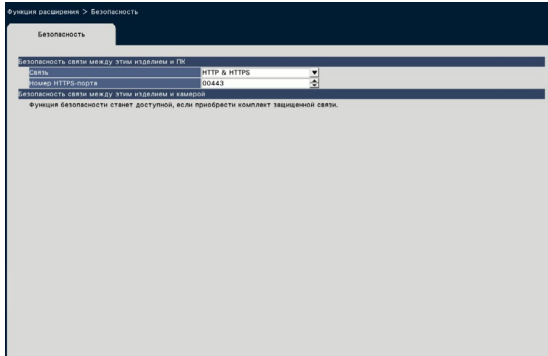 Функция расширения > Безопасность
Безопасность
Безопасность связи между этим изделием и ПК
Связь HTTP & HTTPS
Номер HTTPS-порта 00443
Безопасность связи между этим изделием и камерой
Функция безопасности станет доступной, если приобрести комплект защищенной связи.